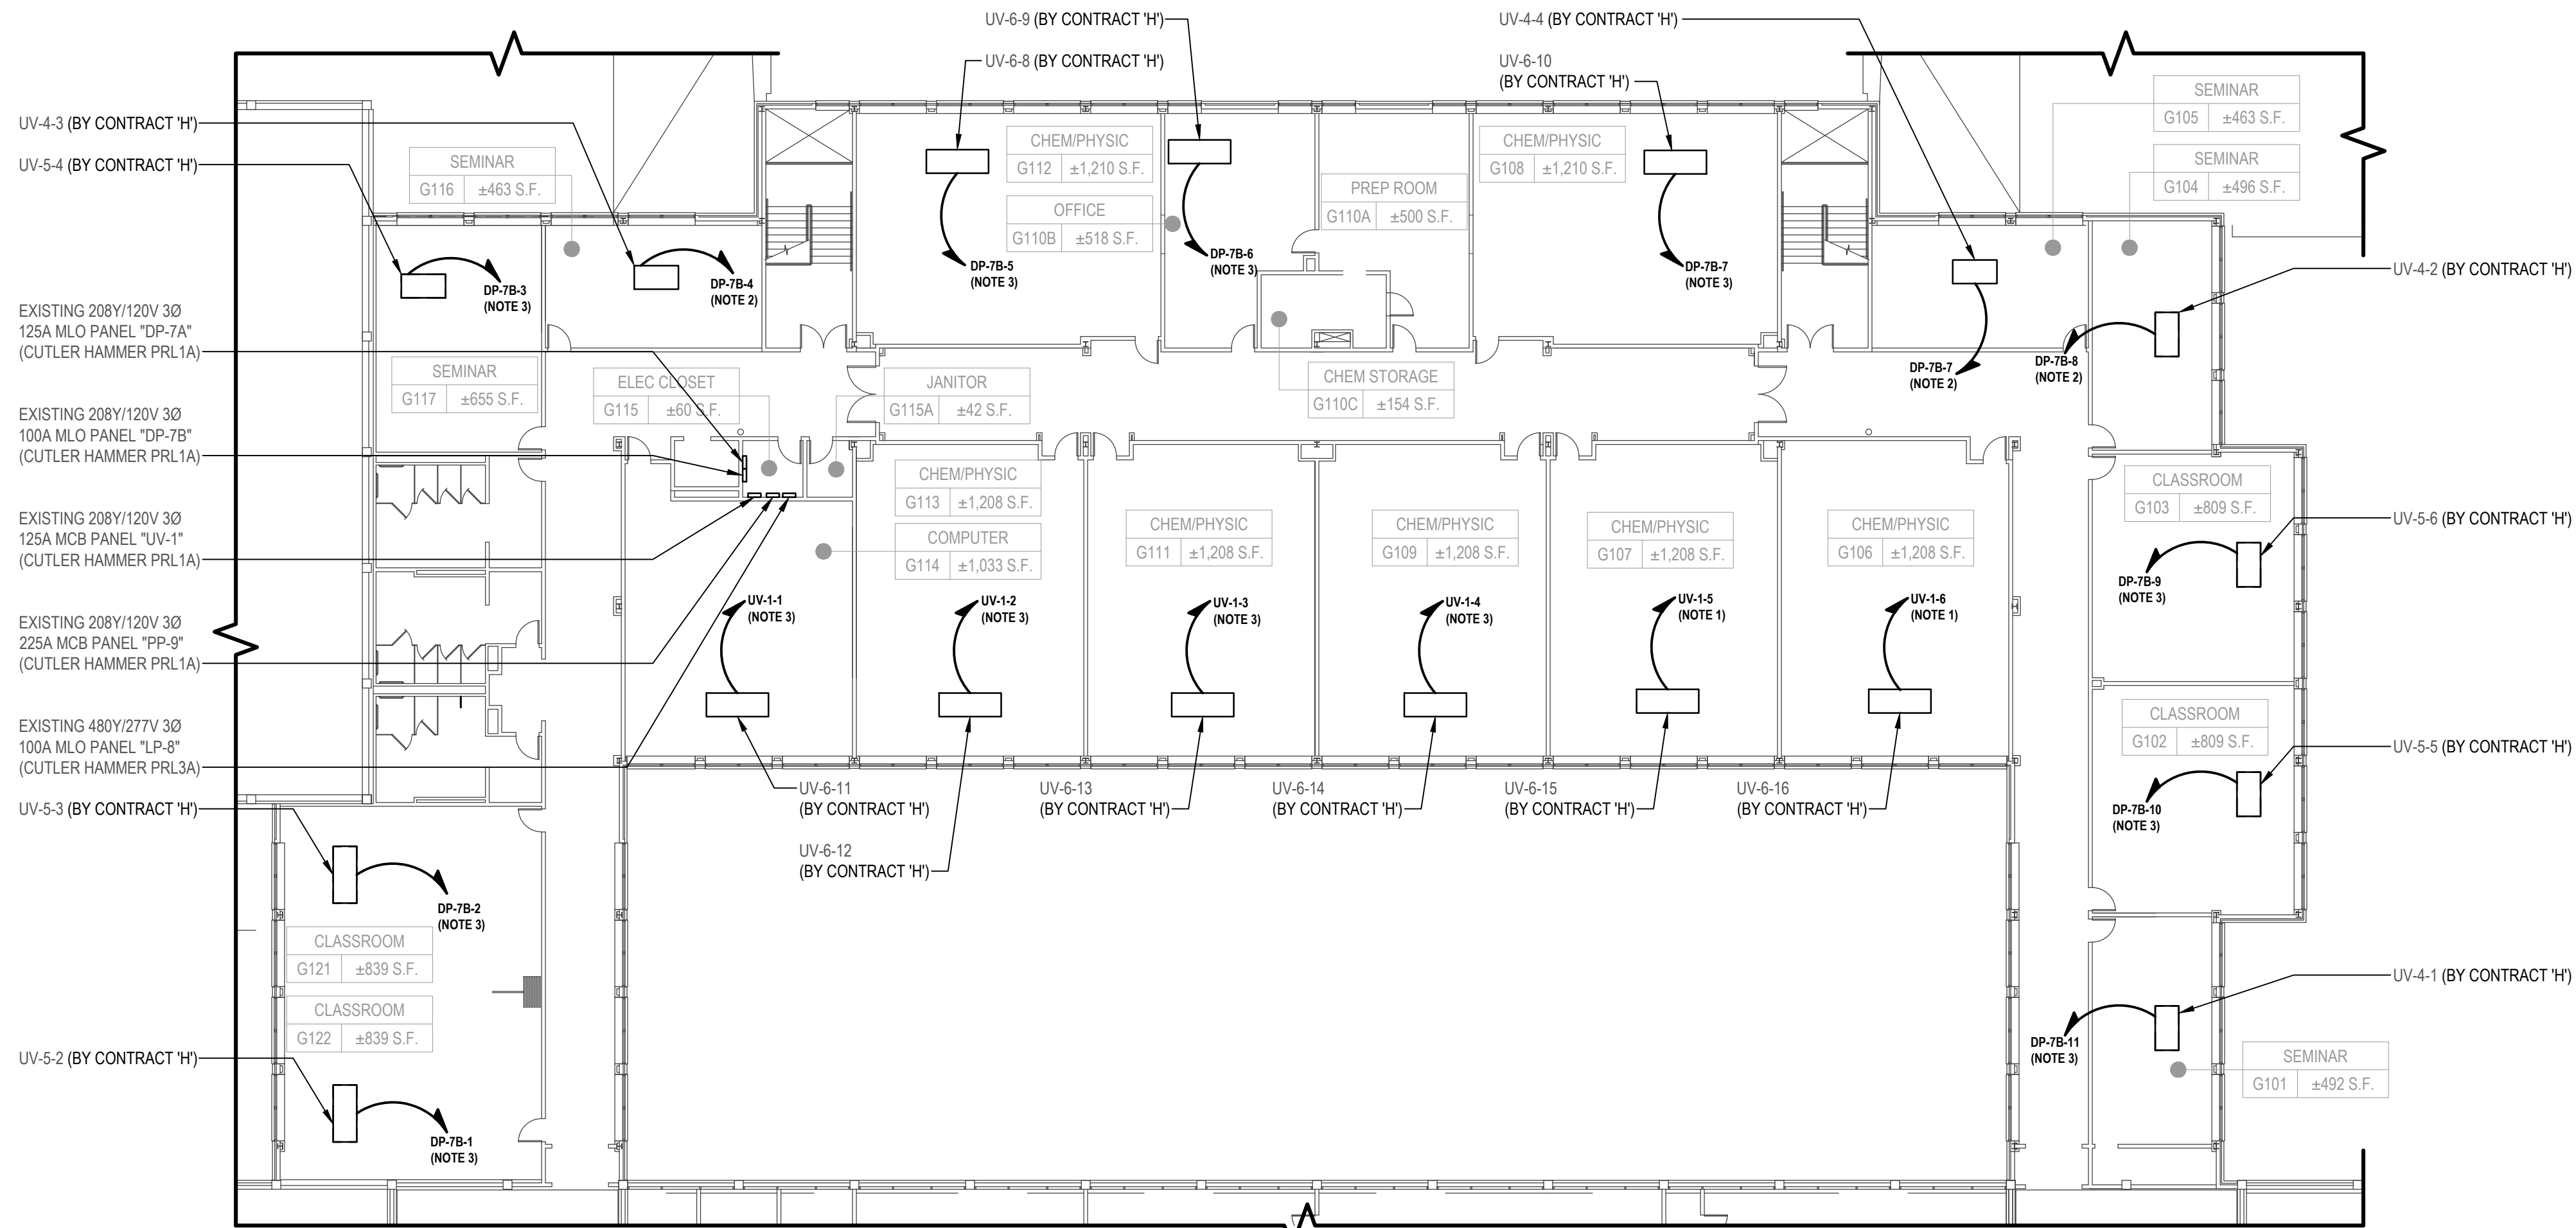 UV-6-9 (BY CONTRACT 'H')
UV-4-4 (BY CONTRACT 'H')
UV-6-8 (BY CONTRACT 'H')
UV-6-10
(BY CONTRACT 'H')
UV-4-3 (BY CONTRACT 'H')
UV-5-4 (BY CONTRACT 'H')
SEMINAR
G116 ±463 S.F.
CHEM/PHYSIC
G112 ±1,210 S.F.
OFFICE
G110B ±518 S.F.
PREP ROOM
G110A ±500 S.F.
CHEM/PHYSIC
G108 ±1,210 S.F.
SEMINAR
G105 ±463 S.F.
SEMINAR
G104 ±496 S.F.
DP-7B-3
(NOTE 3)
DP-7B-4
(NOTE 2)
DP-7B-5
(NOTE 3)
DP-7B-6
(NOTE 3)
DP-7B-7
(NOTE 3)
UV-4-2 (BY CONTRACT 'H')
DP-7B-7
(NOTE 2)
DP-7B-8
(NOTE 2)
EXISTING 208Y/120V 3Ø
125A MLO PANEL "DP-7A"
(CUTLER HAMMER PRL1A)
SEMINAR
G117 ±655 S.F.
ELEC CLOSET
G115 ±60 S.F.
JANITOR
G115A ±42 S.F.
CHEM STORAGE
G110C ±154 S.F.
EXISTING 208Y/120V 3Ø
100A MLO PANEL "DP-7B"
(CUTLER HAMMER PRL1A)
EXISTING 208Y/120V 3Ø
125A MCB PANEL "UV-1"
(CUTLER HAMMER PRL1A)
EXISTING 208Y/120V 3Ø
225A MCB PANEL "PP-9"
(CUTLER HAMMER PRL1A)
EXISTING 480Y/277V 3Ø
100A MLO PANEL "LP-8"
(CUTLER HAMMER PRL3A)
CHEM/PHYSIC
G113 ±1,208 S.F.
COMPUTER
G114 ±1,033 S.F.
CHEM/PHYSIC
G111 ±1,208 S.F.
CHEM/PHYSIC
G109 ±1,208 S.F.
CHEM/PHYSIC
G107 ±1,208 S.F.
CHEM/PHYSIC
G106 ±1,208 S.F.
CLASSROOM
G103 ±809 S.F.
UV-5-6 (BY CONTRACT 'H')
DP-7B-9
(NOTE 3)
UV-1-1
(NOTE 3)
UV-1-2
(NOTE 3)
UV-1-3
(NOTE 3)
UV-1-4
(NOTE 3)
UV-1-5
(NOTE 1)
UV-1-6
(NOTE 1)
CLASSROOM
G102 ±809 S.F.
UV-5-5 (BY CONTRACT 'H')
DP-7B-10
(NOTE 3)
UV-5-3 (BY CONTRACT 'H')
UV-6-11
(BY CONTRACT 'H')
UV-6-13
(BY CONTRACT 'H')
UV-6-14
(BY CONTRACT 'H')
UV-6-15
(BY CONTRACT 'H')
UV-6-16
(BY CONTRACT 'H')
UV-6-12
(BY CONTRACT 'H')
DP-7B-2
(NOTE 3)
CLASSROOM
G121 ±839 S.F.
CLASSROOM
G122 ±839 S.F.
UV-4-1 (BY CONTRACT 'H')
UV-5-2 (BY CONTRACT 'H')
DP-7B-11
(NOTE 3)
SEMINAR
G101 ±492 S.F.
DP-7B-1
(NOTE 3)